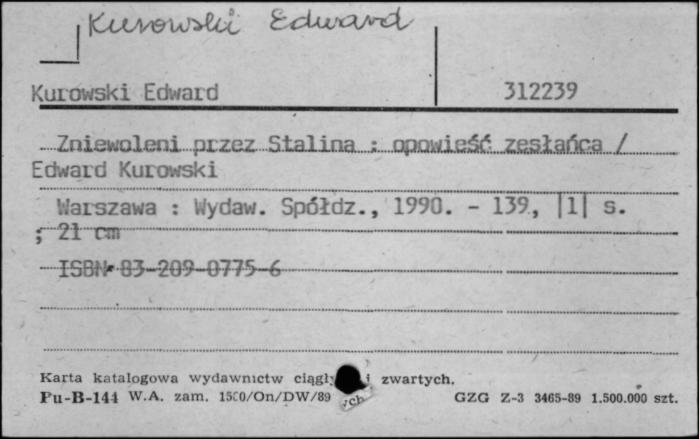 Kurowski Edward
Kurowski Edward 312239
Zniewoleni przez Stalina : opowieść zesłańca /
Edward Kurowski
Warszawa : Wydaw. Spółdz., 1990. - 139, |1| s.
; 21 cm
ISBN 83-209-0775-6
Karta katalogowa wydawnictw zwartych.
Pu-B-144 W.A. zam. 1500/On/DW/89 ych GZG Z-3 3465-89 1.500.000 szt.